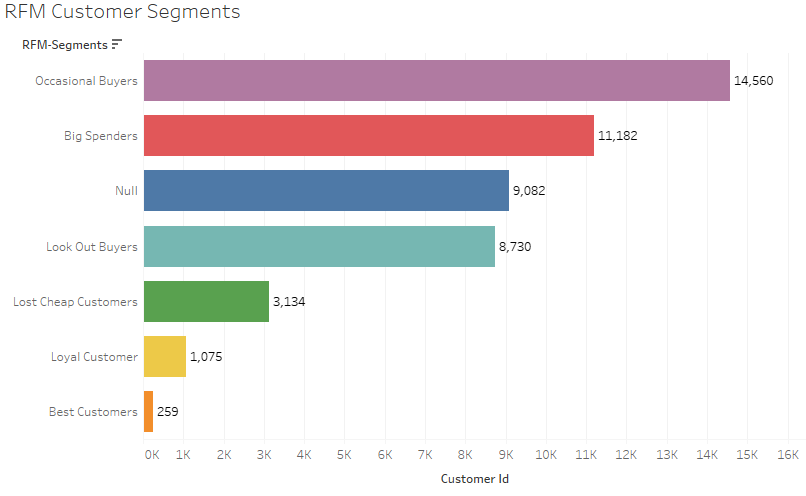 RFM Customer Segments
RFM-Segments
Occasional Buyers 14,560
Big Spenders 11,182
Null 9,082
Look Out Buyers 8,730
Lost Cheap Customers 3,134
Loyal Customer 1,075
Best Customers 259
0K 1K 2K 3K 4K 5K 6K 7K 8K 9K 10K 11K 12K 13K 14K 15K 16K
Customer Id